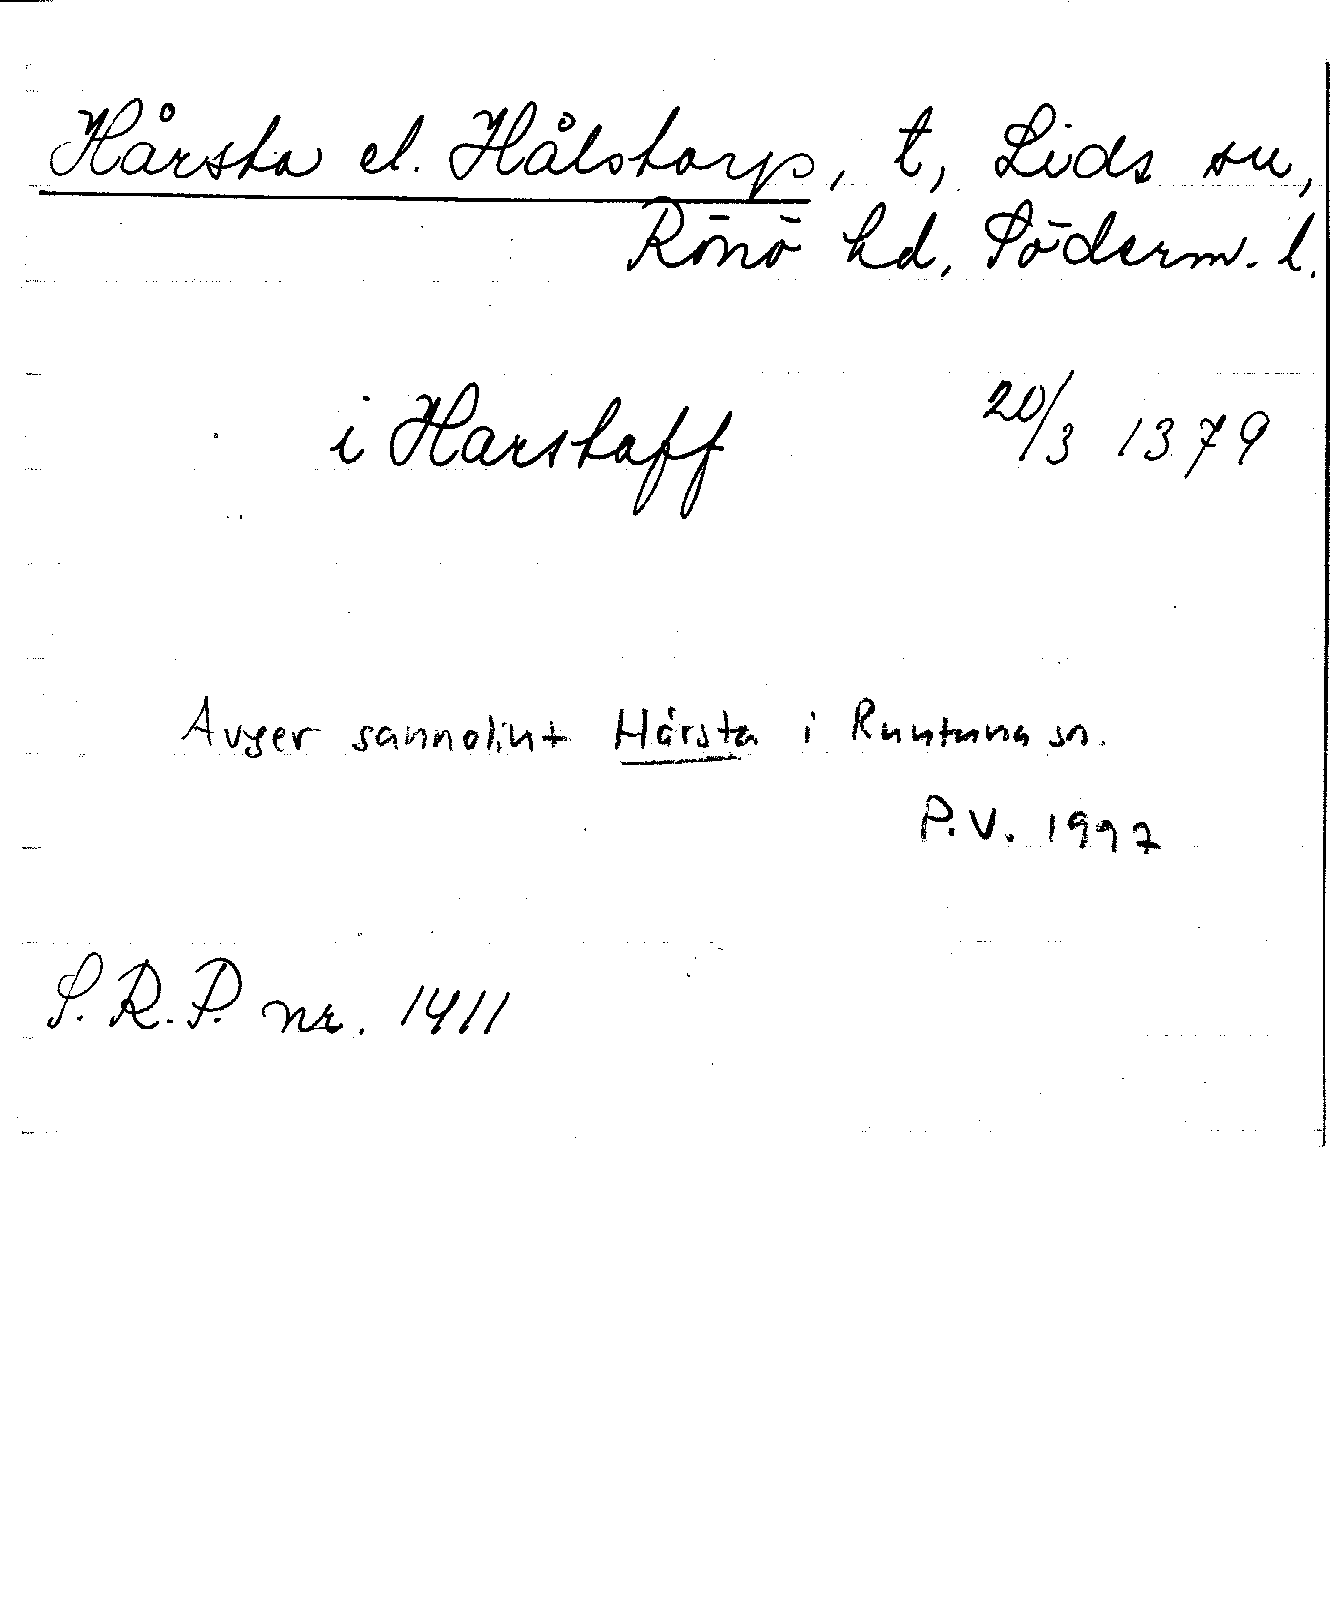 Hårsta el. Hålstorp, t, Lids sn,
Rönö hd, Söderm. l.
i Harstaff 20/3 1379
Avser sannolikt Hårsta i Runtuna sn.
P.V. 1997
S.R.P. nr. 1411